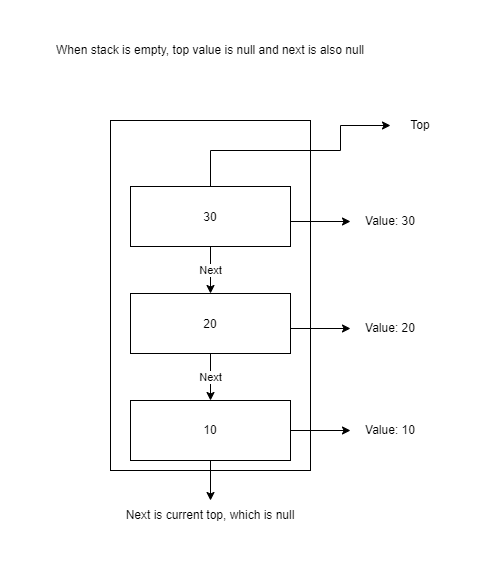 When stack is empty, top value is null and next is also null
Top
30
Value: 30
Next
20
Value: 20
Next
10
Value: 10
Next is current top, which is null